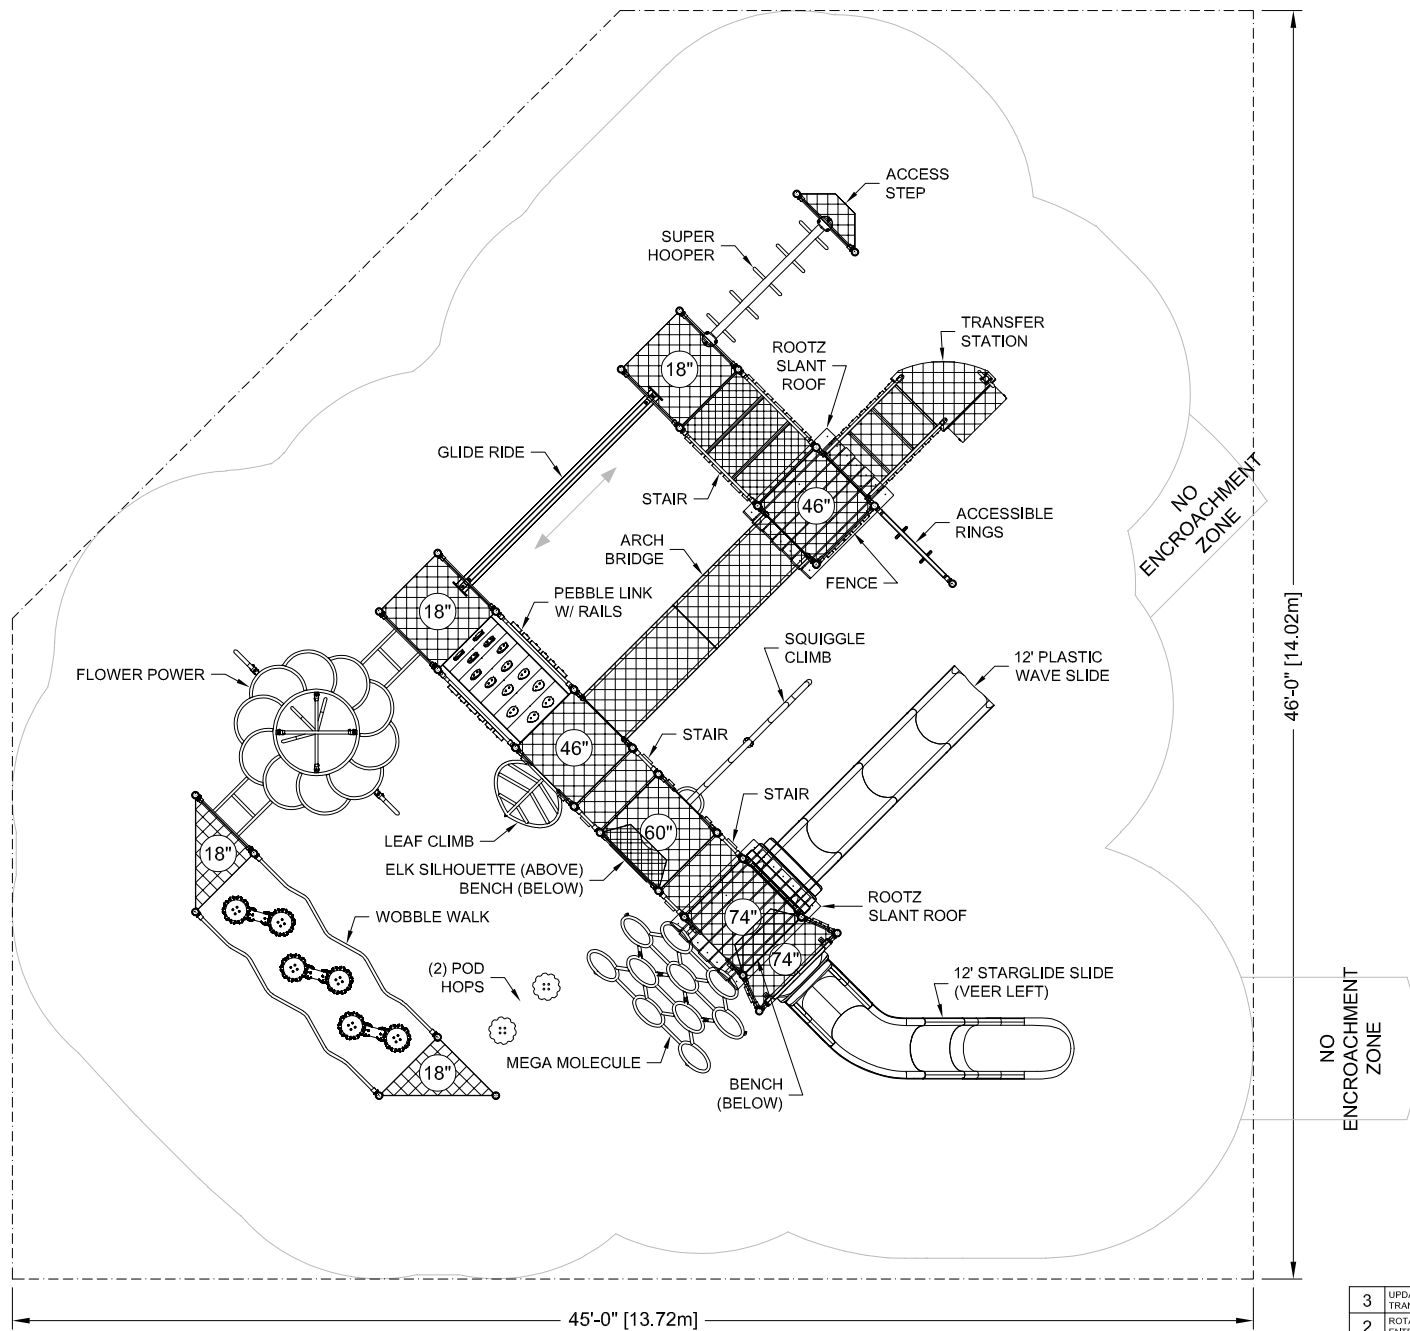 ACCESS
STEP
SUPER
HOOPER
TRANSFER
STATION
ROOTZ
SLANT
ROOF
18"
GLIDE RIDE
STAIR
46"
NO
ENCROACHMENT
ZONE
ACCESSIBLE
RINGS
ARCH
BRIDGE
FENCE
PEBBLE LINK
W/ RAILS
18"
SQUIGGLE
CLIMB
12' PLASTIC
WAVE SLIDE
FLOWER POWER
46'-0" [14.02m]
46"
STAIR
STAIR
LEAF CLIMB
60"
18"
ELK SILHOUETTE (ABOVE)
BENCH (BELOW)
ROOTZ
SLANT ROOF
WOBBLE WALK
74"
74"
(2) POD
HOPS
12' STARGLIDE SLIDE
(VEER LEFT)
NO
ENCROACHMENT
ZONE
MEGA MOLECULE
18"
BENCH
(BELOW)
45'-0" [13.72m]
3
2